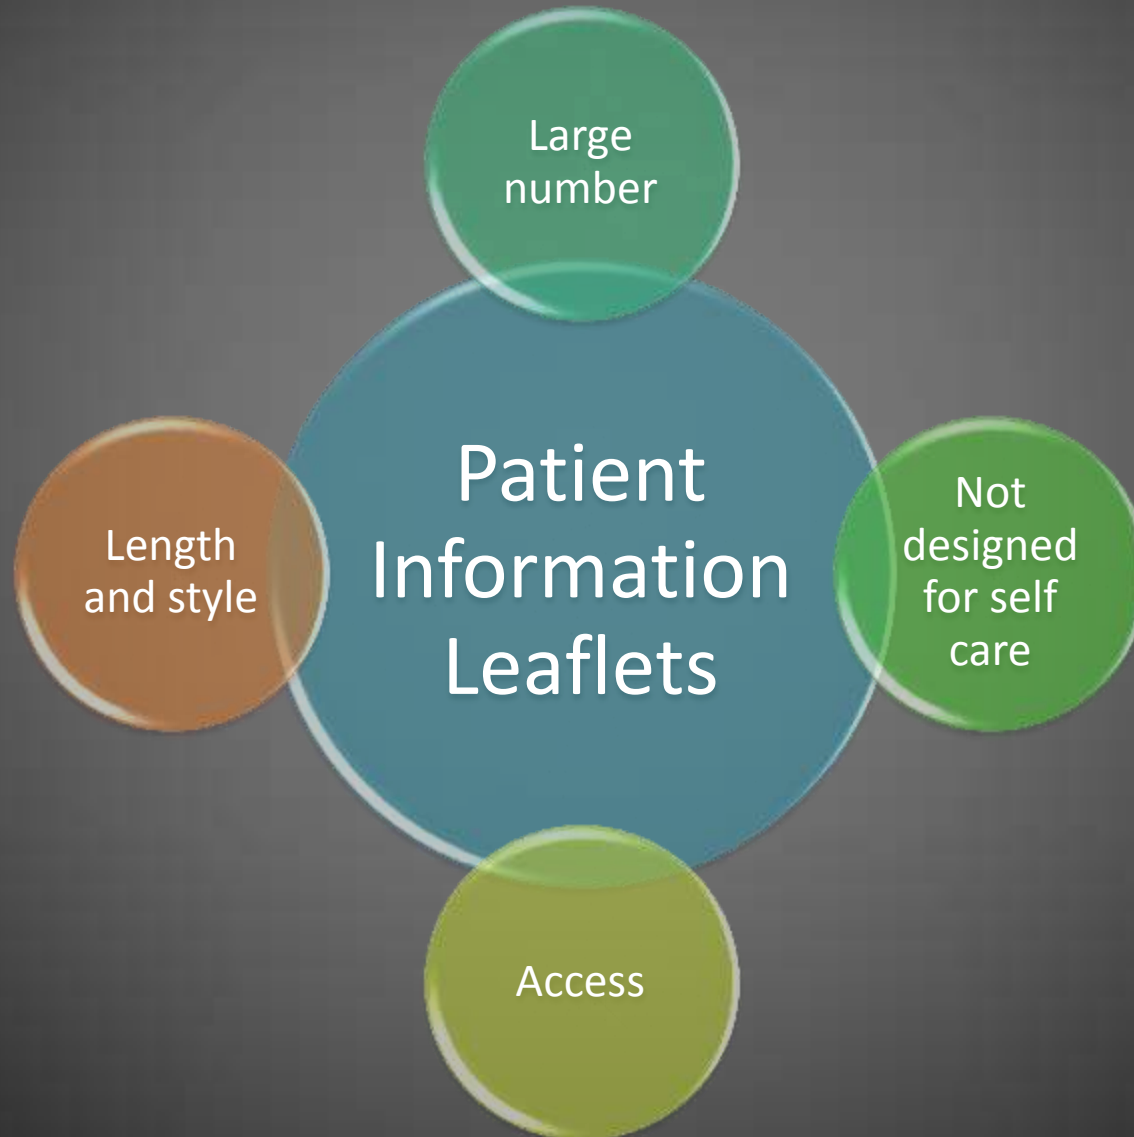 Large
number
Length
and style
Patient
Information
Leaflets
Not
designed
for self
care
Access